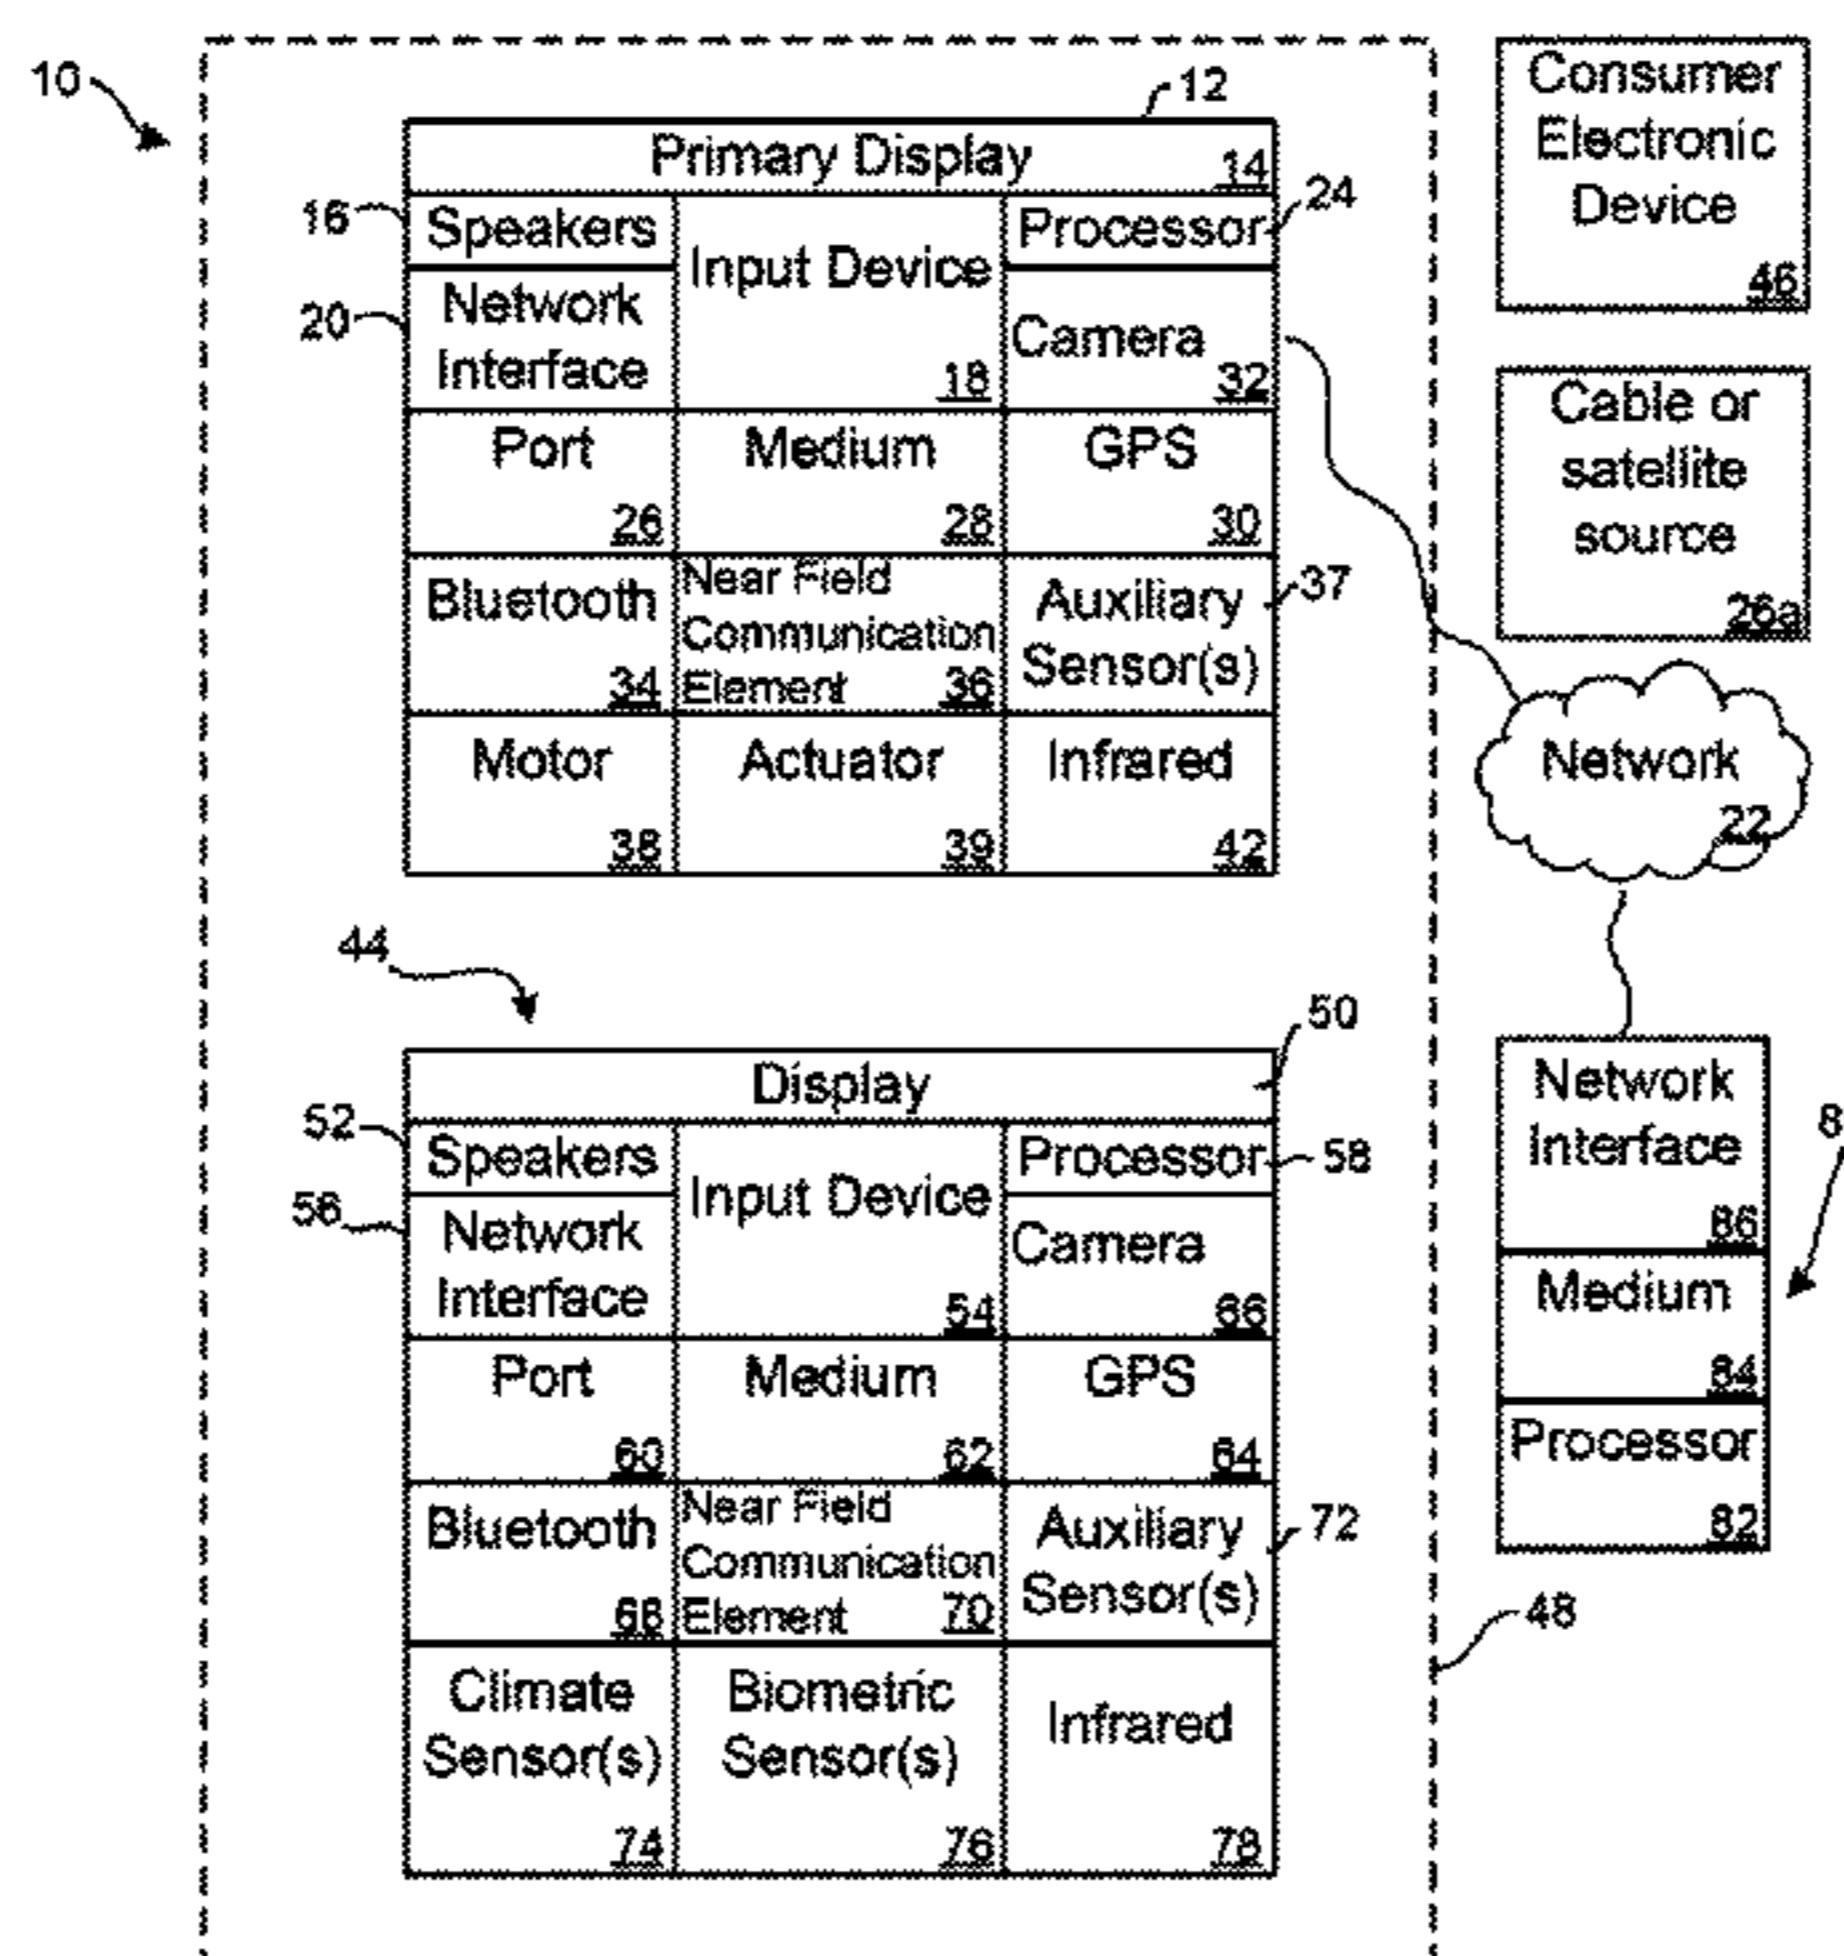 10
12
Primary Display
14
16
Speakers
Input Device
18
Processor
24
20
Network
Interface
Camera
32
Port
26
Medium
28
GPS
30
Bluetooth
34
Near Field
Communication
Element
36
Auxiliary
Sensor(s)
37
Motor
38
Actuator
39
Infrared
42
Consumer
Electronic
Device
46
Cable or
satellite
source
26a
Network
22
44
50
Display
52
Speakers
Input Device
54
Processor
58
56
Network
Interface
Camera
66
Port
60
Medium
62
GPS
64
Bluetooth
68
Near Field
Communication
Element
70
Auxiliary
Sensor(s)
72
Climate
Sensor(s)
74
Biometric
Sensor(s)
76
Infrared
78
Network
Interface
86
8
Medium
84
Processor
82
48